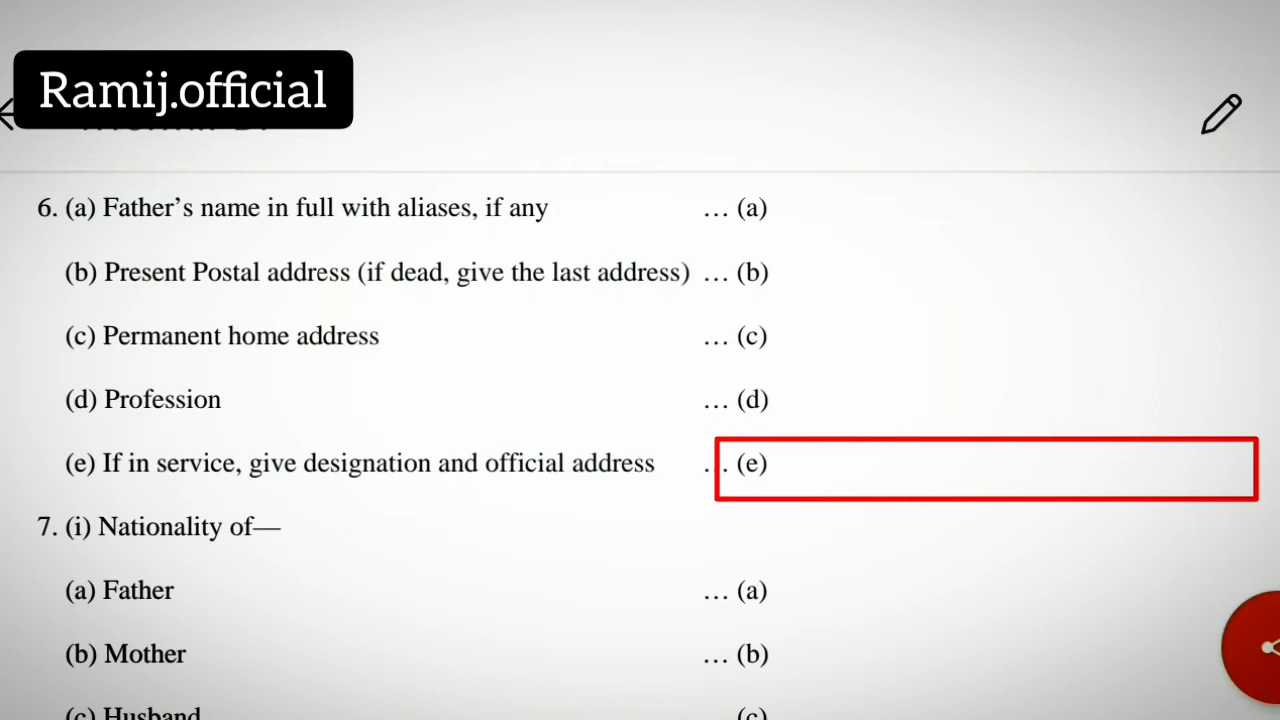 Ramij.official
6. (a) Father’s name in full with aliases, if any … (a)
(b) Present Postal address (if dead, give the last address) … (b)
(c) Permanent home address … (c)
(d) Profession … (d)
(e) If in service, give designation and official address … (e)
7. (i) Nationality of—
(a) Father … (a)
(b) Mother … (b)
(c) Husband (c)